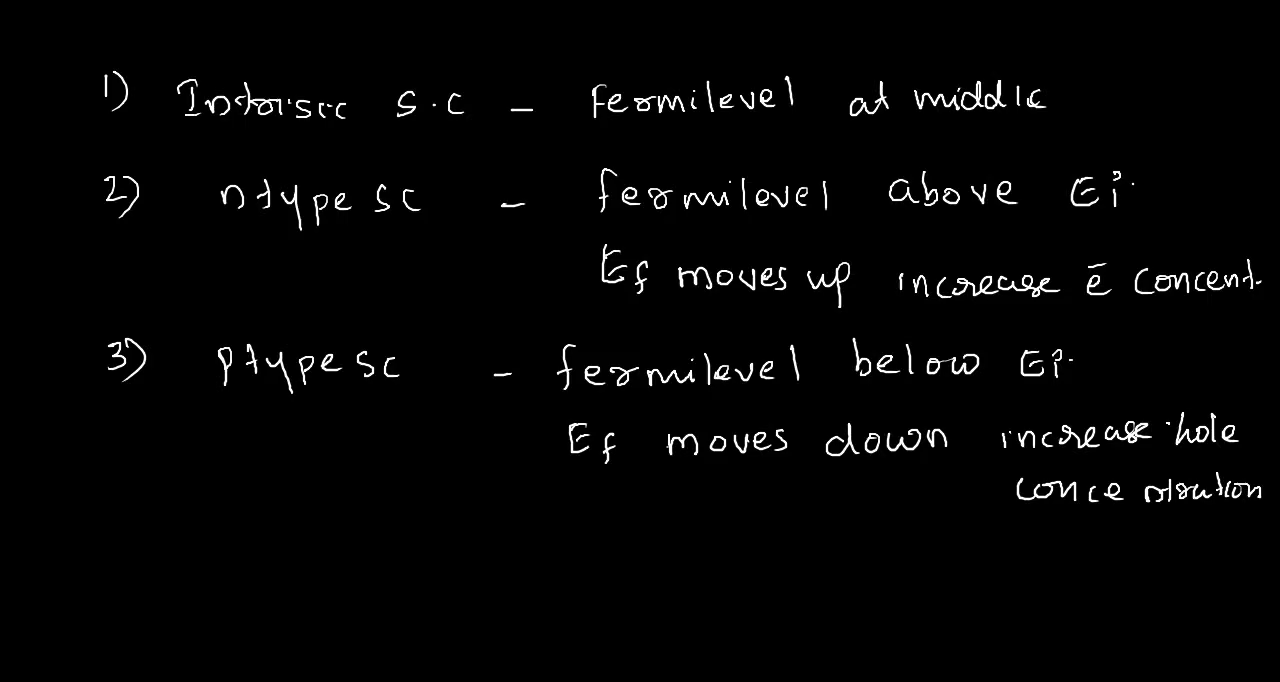 1) Intrinsic S.C - Fermilevel at middle
2) ntype SC - fermilevel above Ei
Ef moves up increase ē concent.
3) Ptype SC - fermilevel below Ei
Ef moves down increase hole
concentration